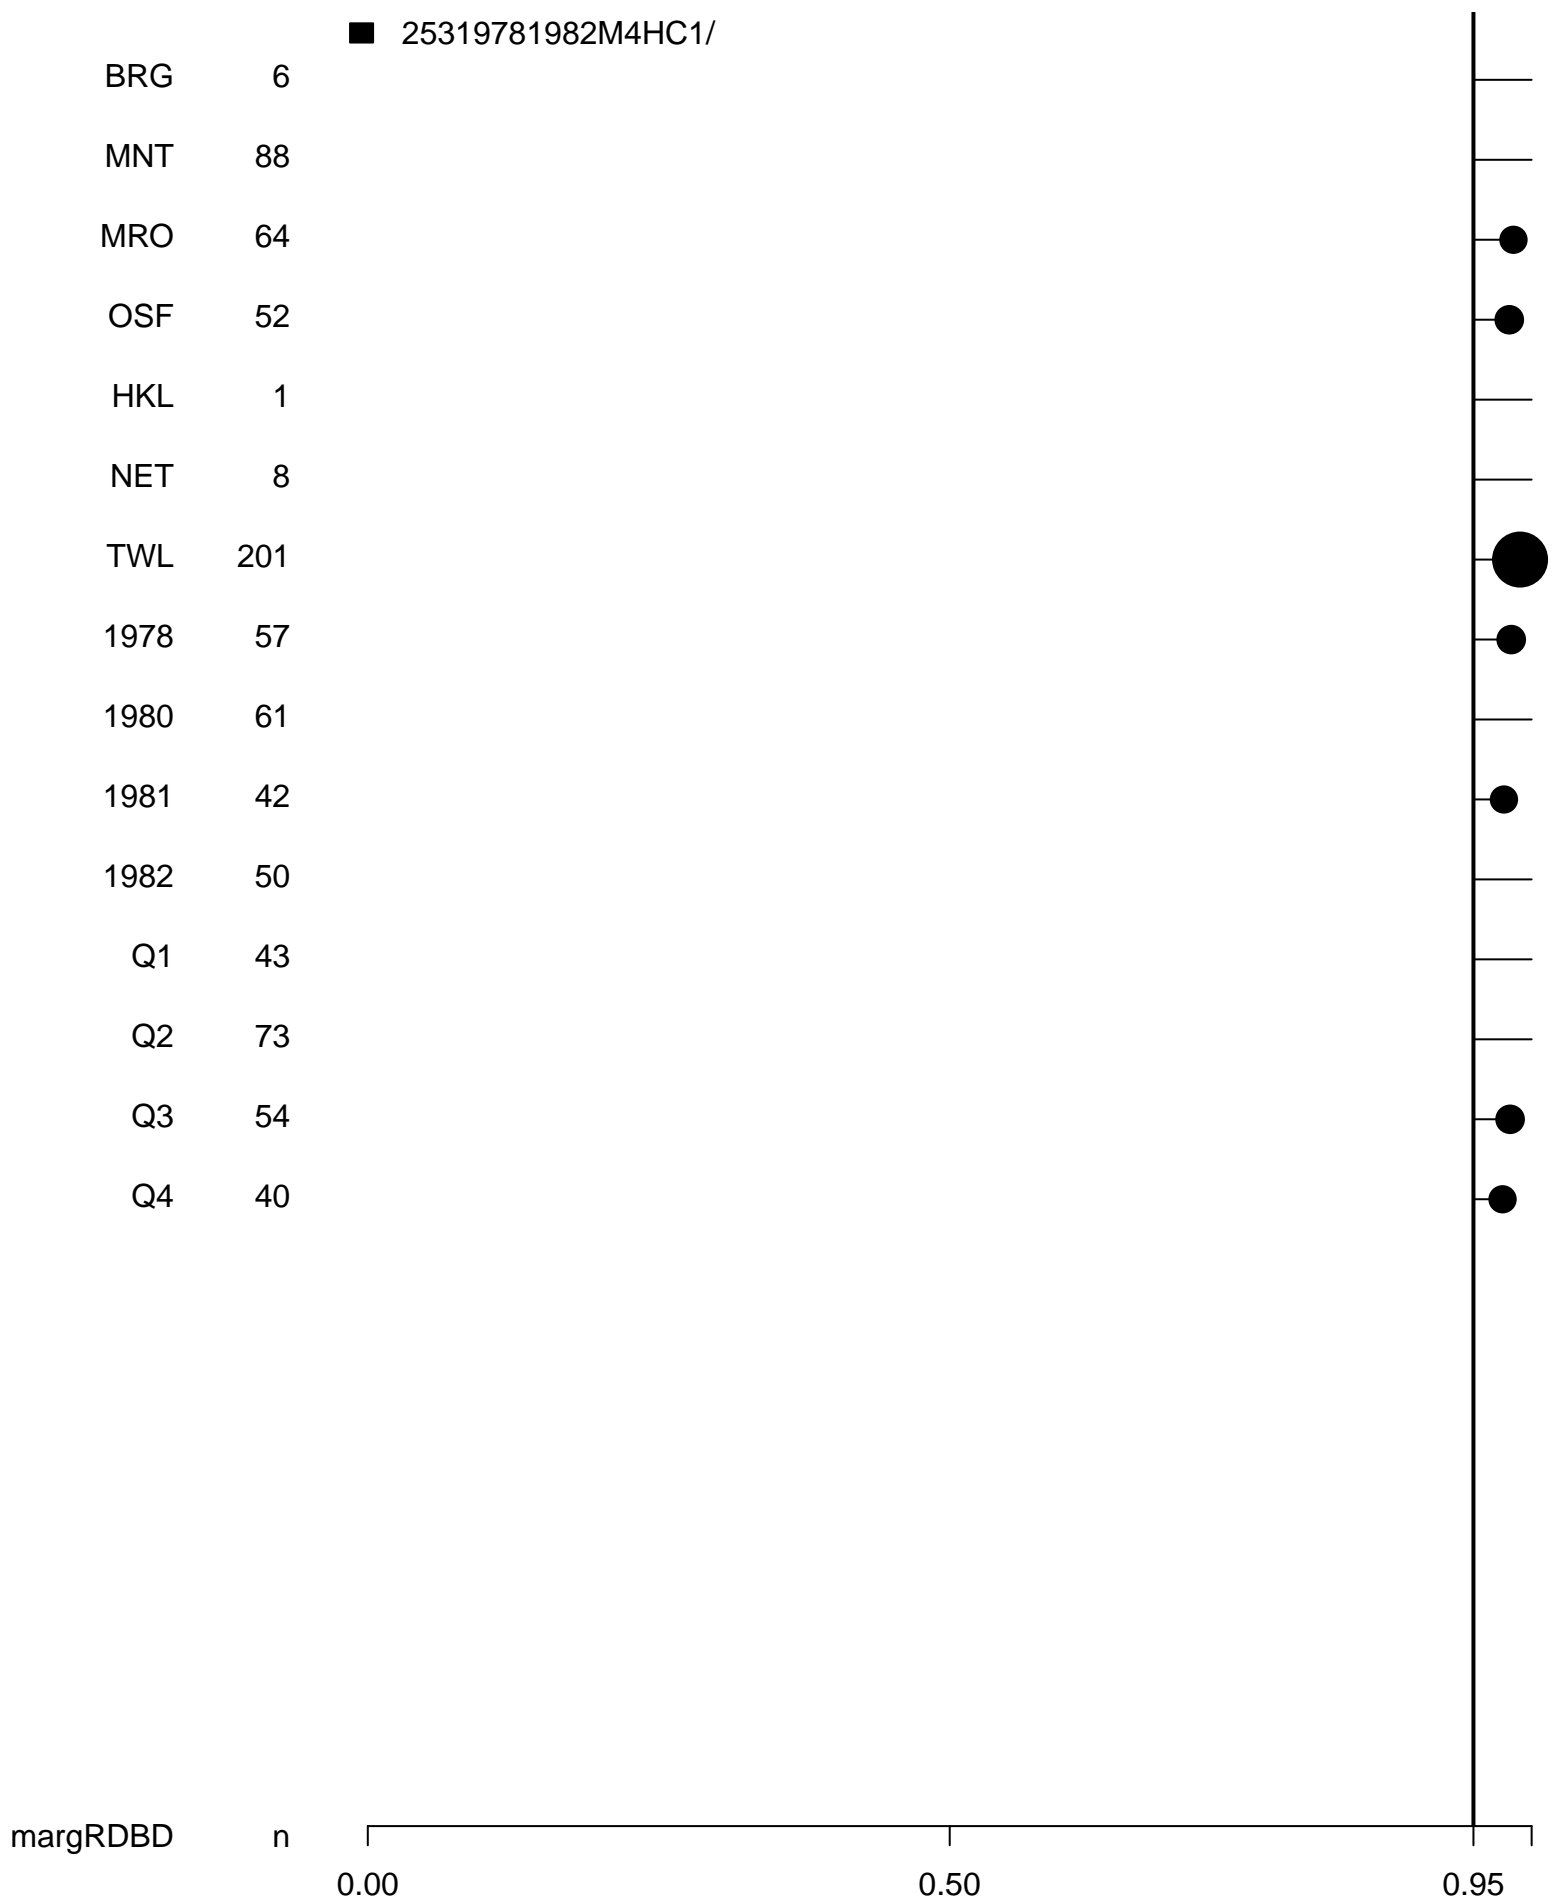 25319781982M4HC1/
BRG 6
MNT 88
MRO 64
OSF 52
HKL 1
NET 8
TWL 201
1978 57
1980 61
1981 42
1982 50
Q1 43
Q2 73
Q3 54
Q4 40
margRDBD n
0.00 0.50 0.95